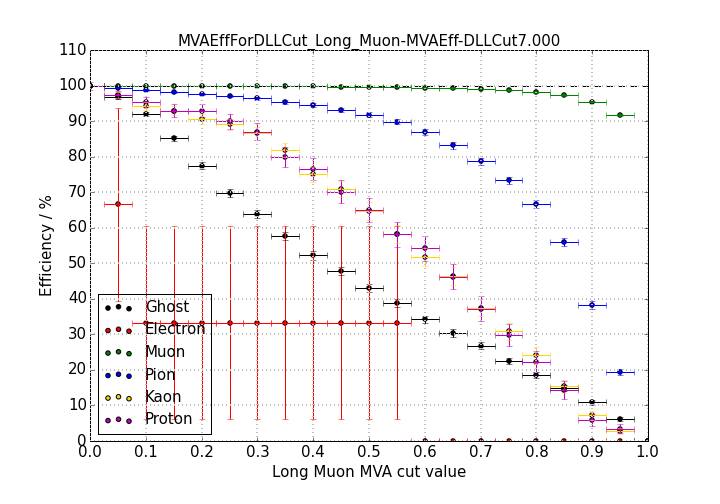 MVAEffForDLLCut_Long_Muon-MVAEff-DLLCut7.000
110
100
90
80
70
60
50
40
30
20
10
0
Efficiency / %
Ghost
Electron
Muon
Pion
Kaon
Proton
0.0 0.1 0.2 0.3 0.4 0.5 0.6 0.7 0.8 0.9 1.0
Long Muon MVA cut value